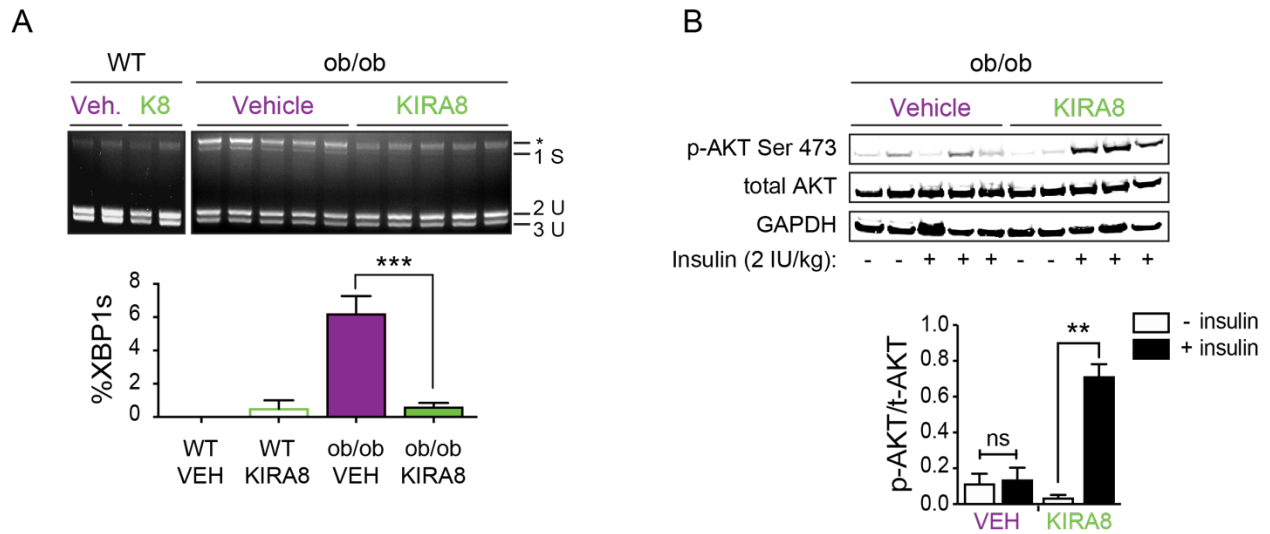 A
WT
ob/ob
Veh. K8
Vehicle
KIRA8
*
1 S
2 U
3 U
%XBP1s
8
6
4
2
0
***
WT VEH
WT KIRA8
ob/ob VEH
ob/ob KIRA8
B
ob/ob
Vehicle
KIRA8
p-AKT Ser 473
total AKT
GAPDH
Insulin (2 IU/kg): - - + + + - - + + +
p-AKT/t-AKT
1.0
0.8
0.6
0.4
0.2
0.0
ns
**
- insulin
+ insulin
VEH
KIRA8